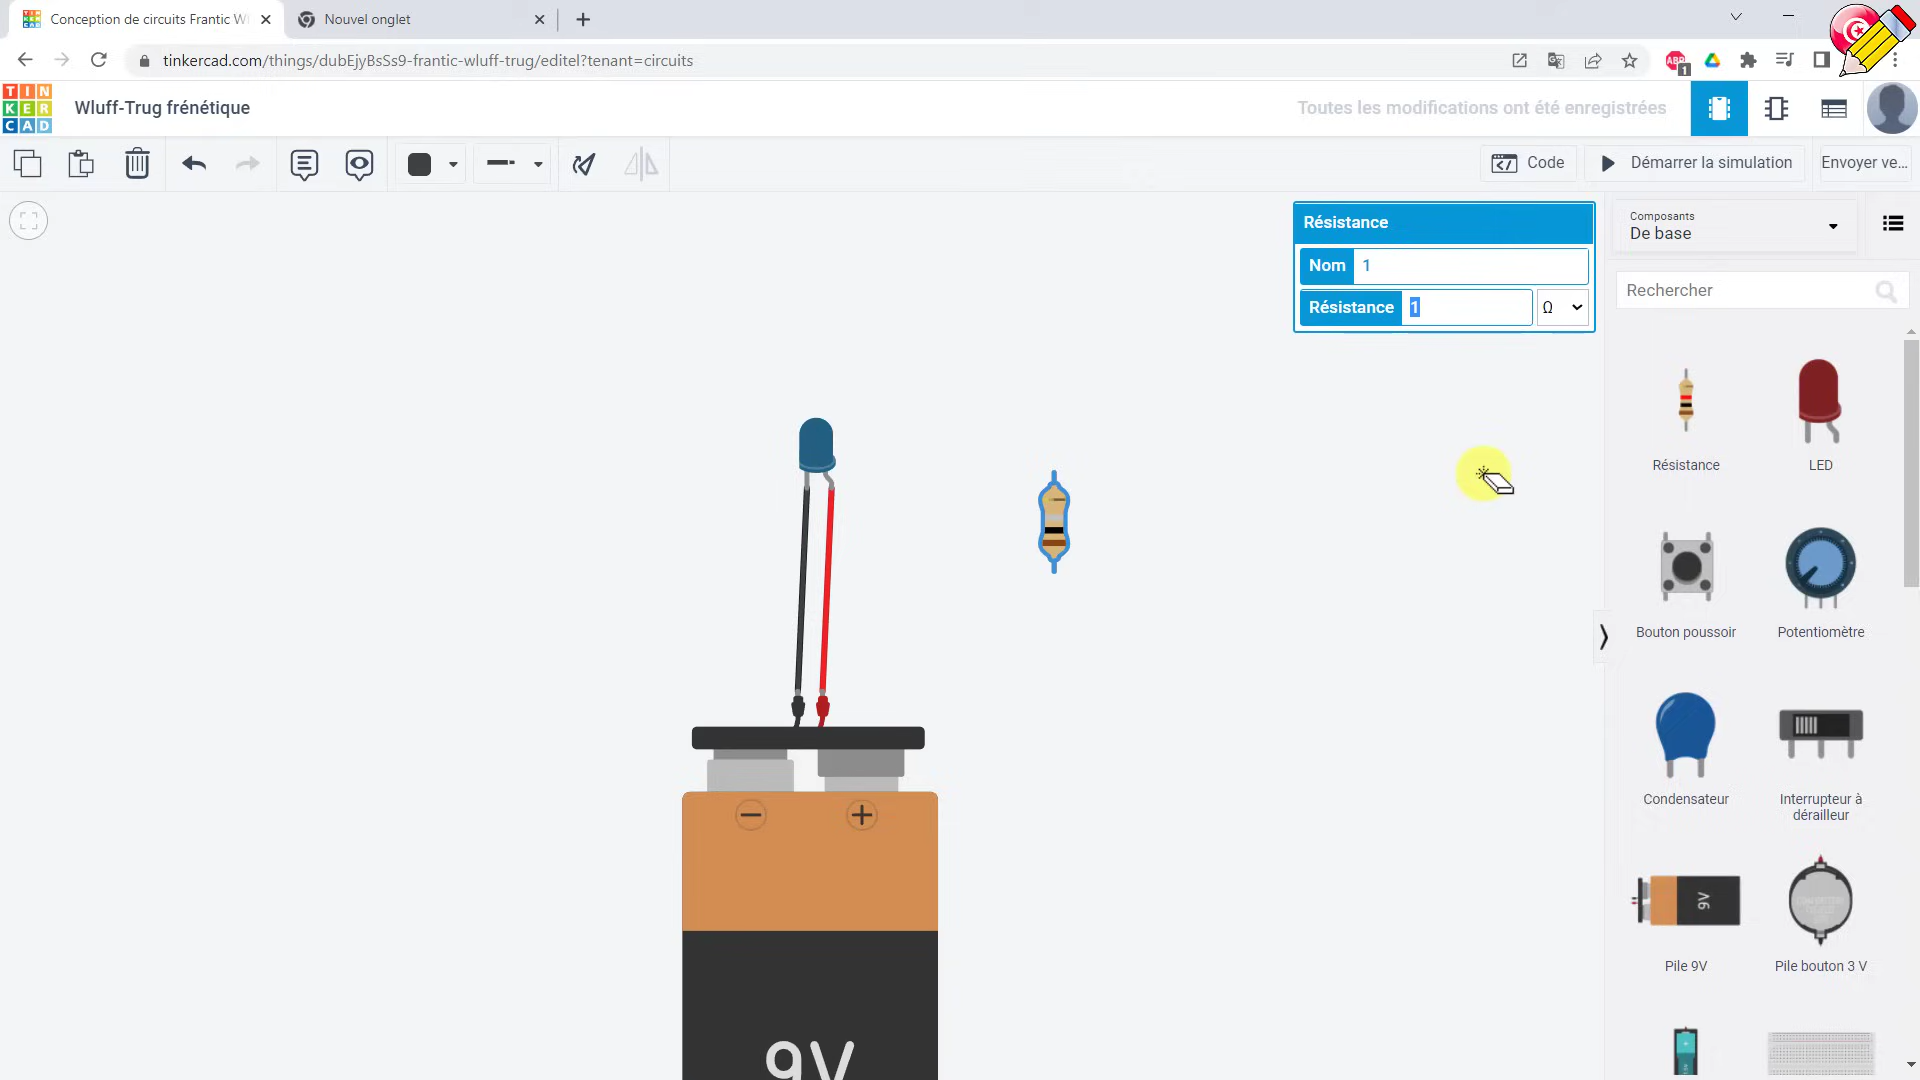 Conception de circuits Frantic W
Nouvel onglet
tinkercad.com/things/dubEjyBsSs9-frantic-wluff-trug/editel?tenant=circuits
ABP
1
TIN
KER
CAD
Wluff-Trug frénétique
Toutes les modifications ont été enregistrées
Code
Démarrer la simulation
Envoyer ve...
Résistance
Nom 1
Résistance 1 Ω
Composants
De base
Rechercher
Résistance
LED
Bouton poussoir
Potentiomètre
Condensateur
Interrupteur à
dérailleur
9V
Pile 9V
Pile bouton 3 V
9V